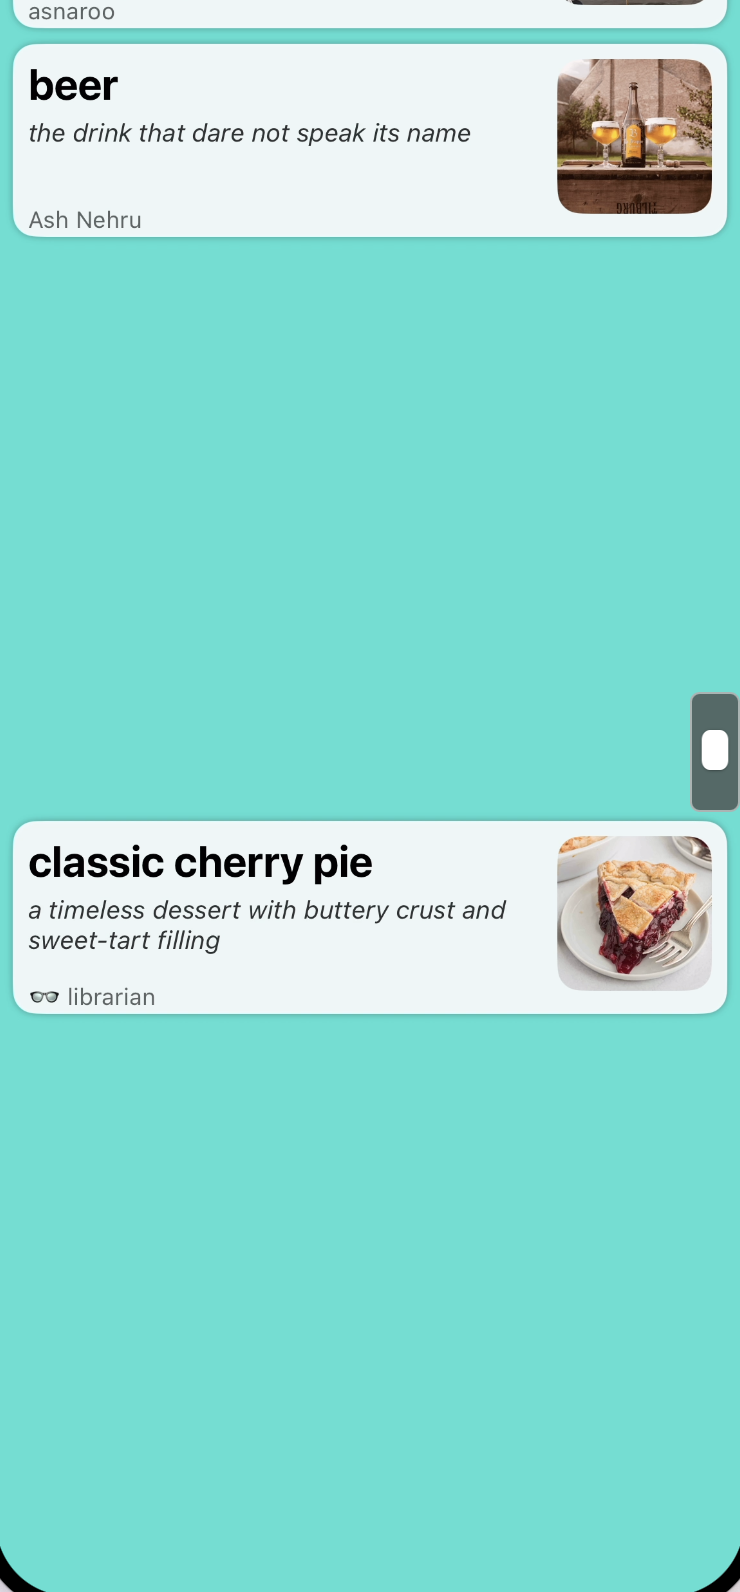 asnaroo
beer
the drink that dare not speak its name
Ash Nehru
TILBURG
classic cherry pie
a timeless dessert with buttery crust and
sweet-tart filling
👓 librarian